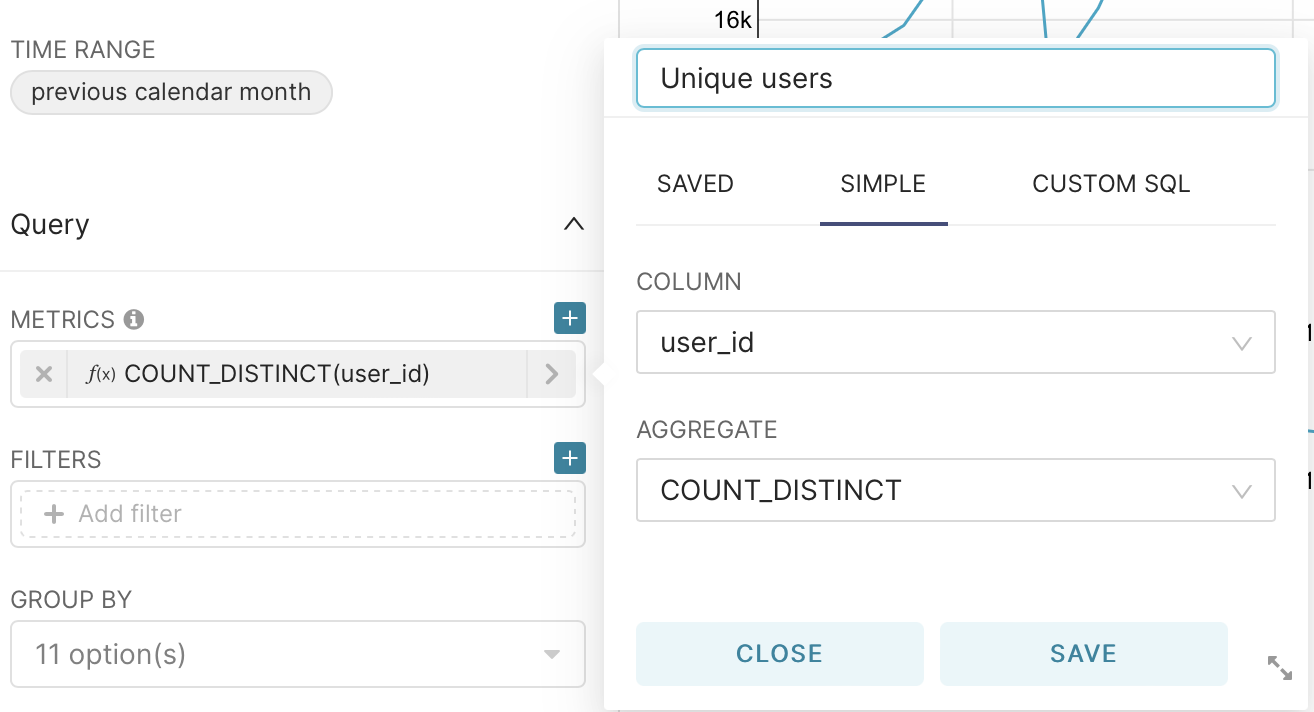 TIME RANGE
previous calendar month
Query
METRICS
f(x) COUNT_DISTINCT(user_id)
FILTERS
Add filter
GROUP BY
11 option(s)
16k
Unique users
SAVED
SIMPLE
CUSTOM SQL
COLUMN
user_id
AGGREGATE
COUNT_DISTINCT
CLOSE
SAVE